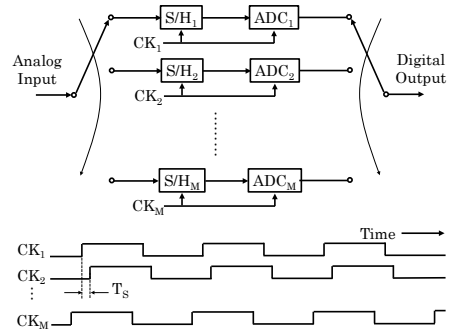 S/H1 ADC1
CK1
Analog Input
Digital Output
S/H2 ADC2
CK2
S/HM ADCM
CKM
Time
CK1
CK2
TS
CKM